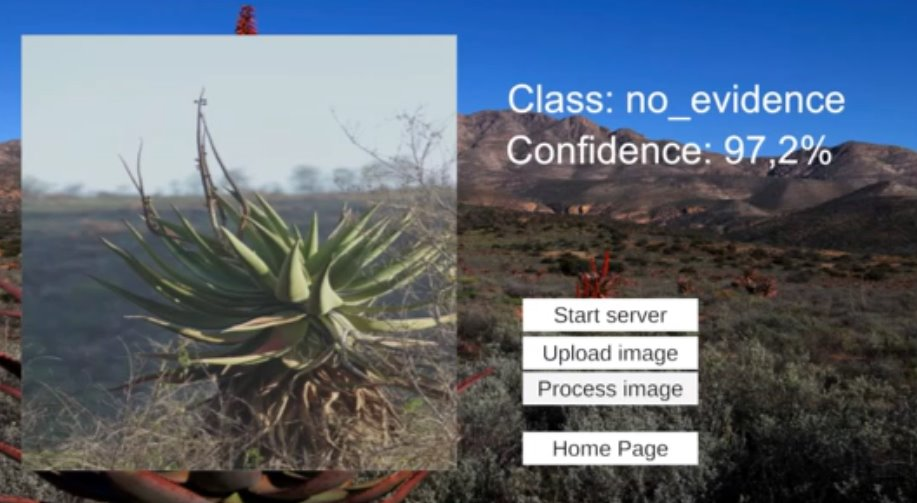 Class: no_evidence
Confidence: 97,2%
Start server
Upload image
Process image
Home Page